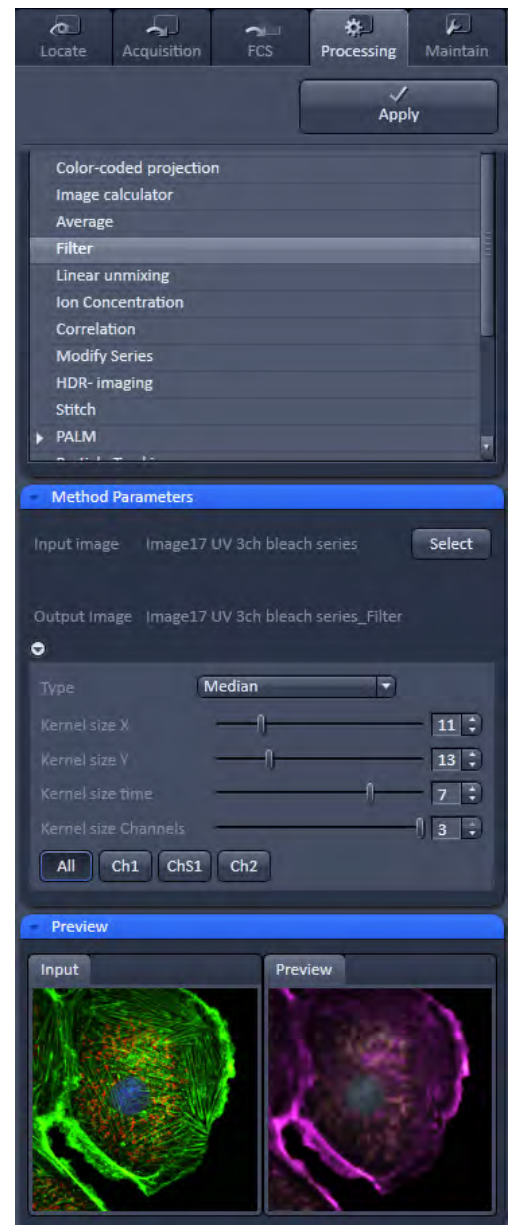 Locate Acquisition FCS Processing Maintain
Apply
Color-coded projection
Image calculator
Average
Filter
Linear unmixing
Ion Concentration
Correlation
Modify Series
HDR- imaging
Stitch
PALM
Method Parameters
Input image Image17 UV 3ch bleach series Select
Output Image Image17 UV 3ch bleach series_Filter
Type Median
Kernel size X 11
Kernel size Y 13
Kernel size time 7
Kernel size Channels 3
All Ch1 ChS1 Ch2
Preview
Input Preview